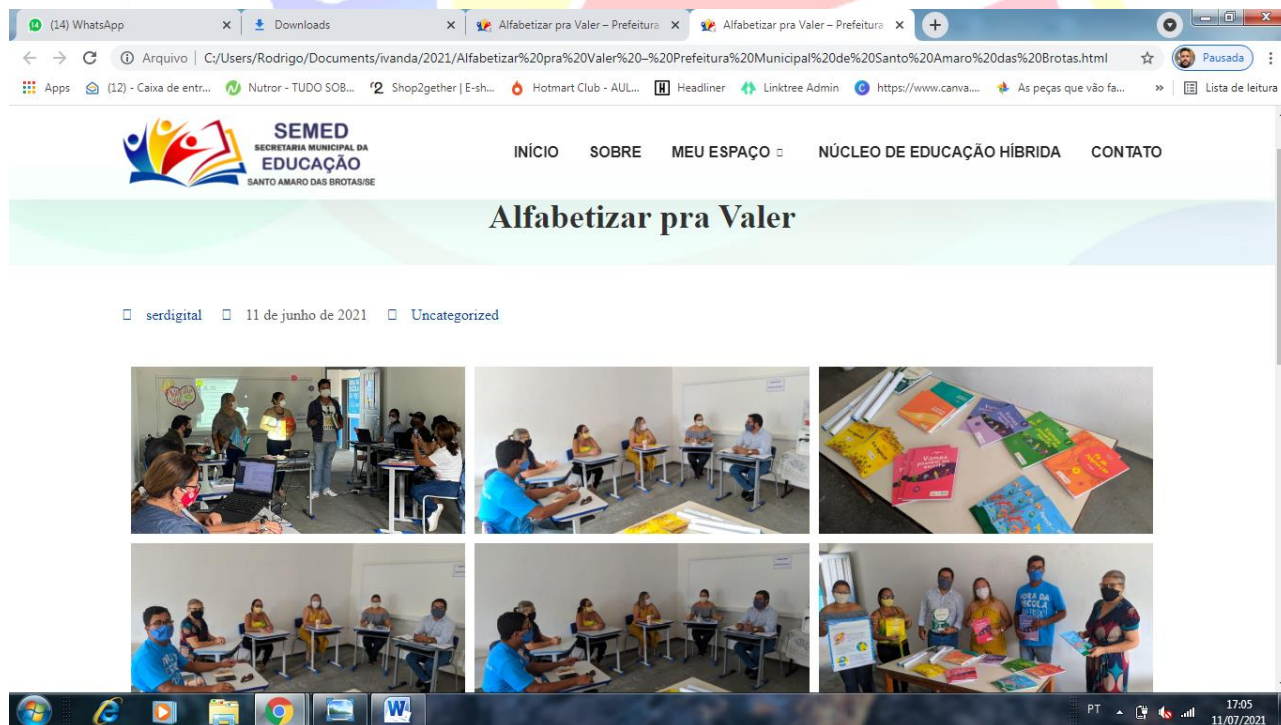 (14) WhatsApp
Downloads
Alfabetizar pra Valer – Prefeitura
Alfabetizar pra Valer – Prefeitura
Arquivo | C:/Users/Rodrigo/Documents/ivanda/2021/Alfabetizar%20pra%20Valer%20–%20Prefeitura%20Municipal%20de%20Santo%20Amaro%20das%20Brotas.html
Pausada
Apps
(12) - Caixa de entr...
Nutror - TUDO SOB...
Shop2gether | E-sh...
Hotmart Club - AUL...
Headliner
Linktree Admin
https://www.canva....
As peças que vão fa...
»
Lista de leitura
SEMED
SECRETARIA MUNICIPAL DA
EDUCAÇÃO
SANTO AMARO DAS BROTAS/SE
INÍCIO SOBRE MEU ESPAÇO NÚCLEO DE EDUCAÇÃO HÍBRIDA CONTATO
Alfabetizar pra Valer
serdigital 11 de junho de 2021 Uncategorized
FORA DA
ESCOLA
PT
17:05
11/07/2021